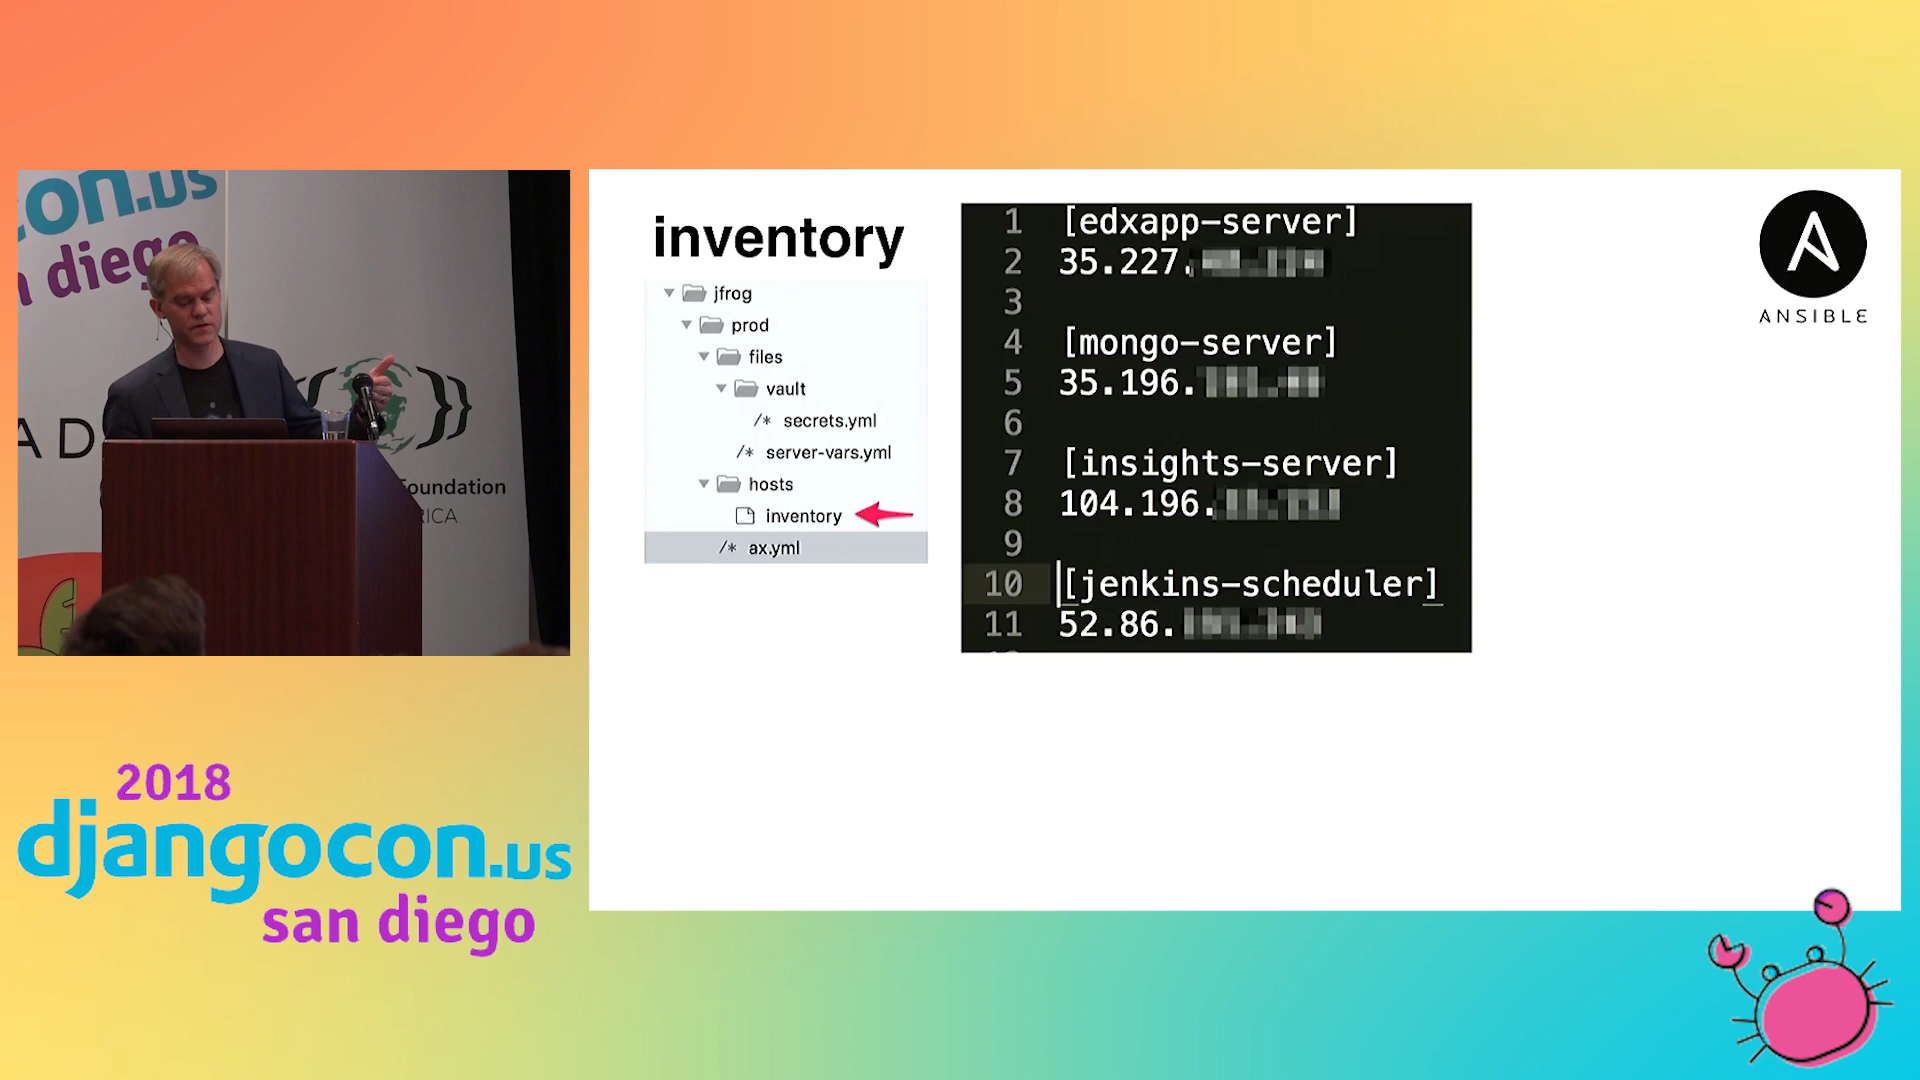 con.us
diego
AD
Foundation
RICA
2018
djangocon.us
san diego
inventory
jfrog
prod
files
vault
/* secrets.yml
/* server-vars.yml
hosts
inventory
/* ax.yml
1 [edxapp-server]
2 35.227.
3
4 [mongo-server]
5 35.196.
6
7 [insights-server]
8 104.196.
9
10 [jenkins-scheduler]
11 52.86.
ANSIBLE